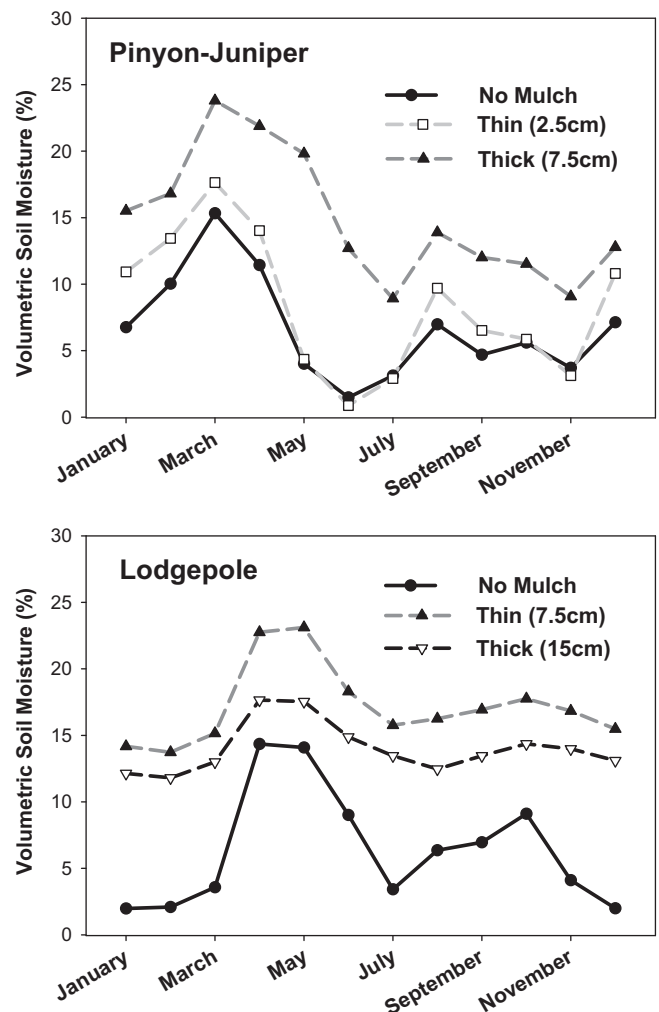 30
Pinyon-Juniper
25
No Mulch
Thin (2.5cm)
20
Thick (7.5cm)
15
10
5
0
Volumetric Soil Moisture (%)
January
March
May
July
September
November
30
Lodgepole
No Mulch
25
Thin (7.5cm)
Thick (15cm)
20
15
10
5
0
Volumetric Soil Moisture (%)
January
March
May
July
September
November